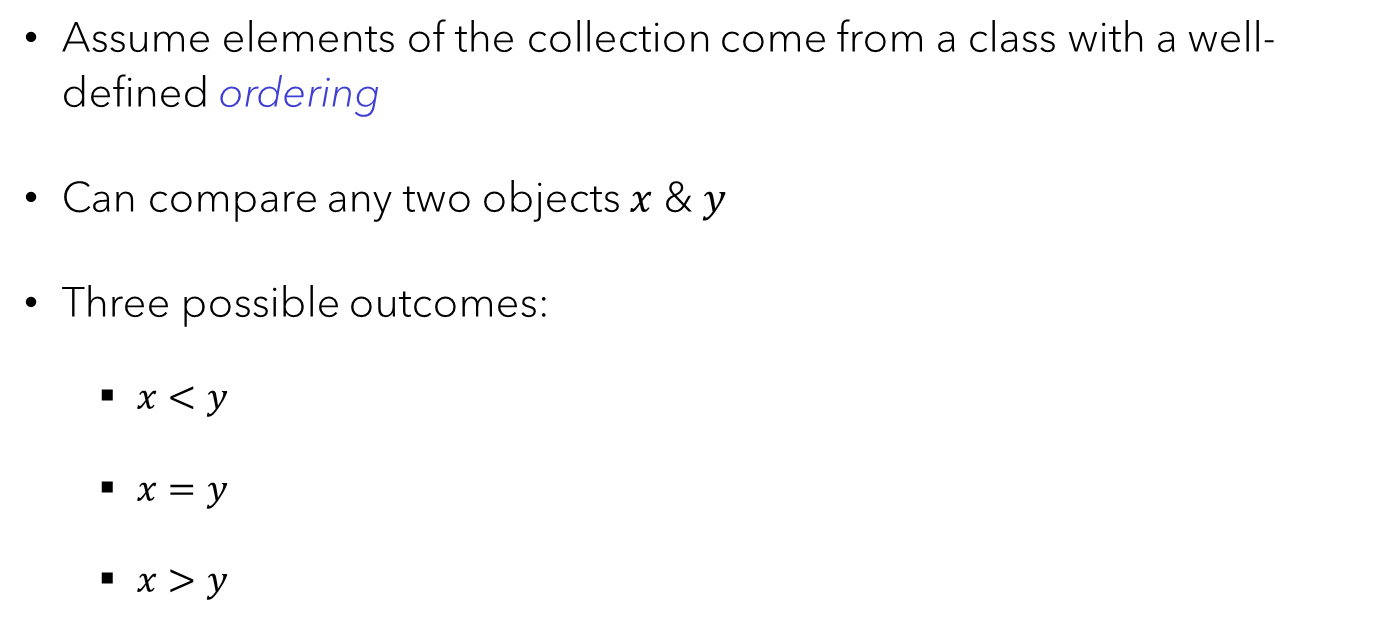 • Assume elements of the collection come from a class with a well-
defined ordering
• Can compare any two objects x & y
• Three possible outcomes:
▪ x < y
▪ x = y
▪ x > y